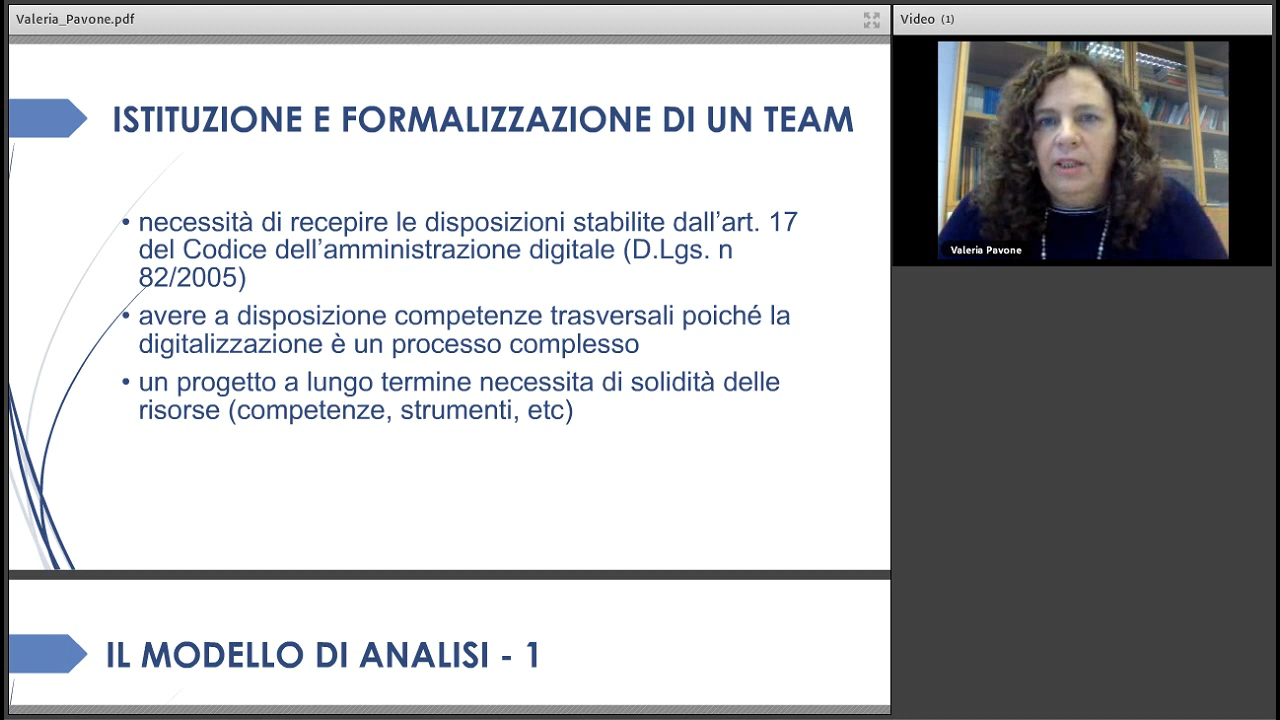 Valeria_Pavone.pdf
Video (1)
ISTITUZIONE E FORMALIZZAZIONE DI UN TEAM
• necessità di recepire le disposizioni stabilite dall’art. 17
del Codice dell’amministrazione digitale (D.Lgs. n
82/2005)
• avere a disposizione competenze trasversali poiché la
digitalizzazione è un processo complesso
• un progetto a lungo termine necessita di solidità delle
risorse (competenze, strumenti, etc)
IL MODELLO DI ANALISI - 1
Valeria Pavone